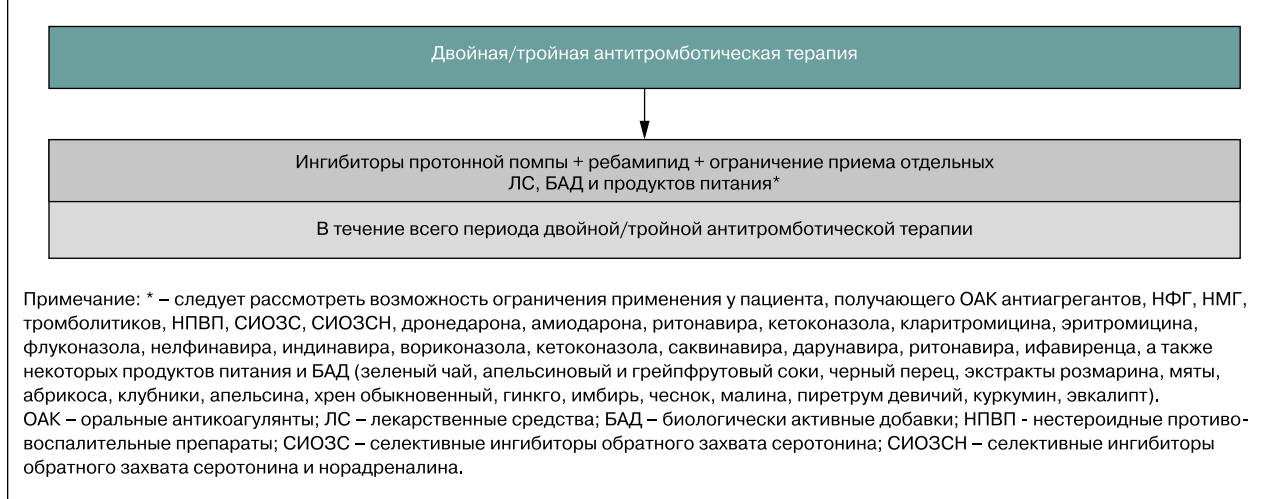 Двойная/тройная антитромботическая терапия
Ингибиторы протонной помпы + ребамипид + ограничение приема отдельных
ЛС, БАД и продуктов питания*
В течение всего периода двойной/тройной антитромботической терапии
Примечание: * – следует рассмотреть возможность ограничения применения у пациента, получающего ОАК антиагрегантов, НФГ, НМГ,
тромболитиков, НПВП, СИОЗС, СИОЗСН, дронедарона, амиодарона, ритонавира, кетоконазола, кларитромицина, эритромицина,
флуконазола, нелфинавира, индинавира, вориконазола, кетоконазола, саквинавира, дарунавира, ритонавира, ифавиренца, а также
некоторых продуктов питания и БАД (зеленый чай, апельсиновый и грейпфрутовый соки, черный перец, экстракты розмарина, мяты,
абрикоса, клубники, апельсина, хрен обыкновенный, гинкго, имбирь, чеснок, малина, пиретрум девичий, куркумин, эвкалипт).
ОАК – оральные антикоагулянты; ЛС – лекарственные средства; БАД – биологически активные добавки; НПВП - нестероидные противо-
воспалительные препараты; СИОЗС – селективные ингибиторы обратного захвата серотонина; СИОЗСН – селективные ингибиторы
обратного захвата серотонина и норадреналина.